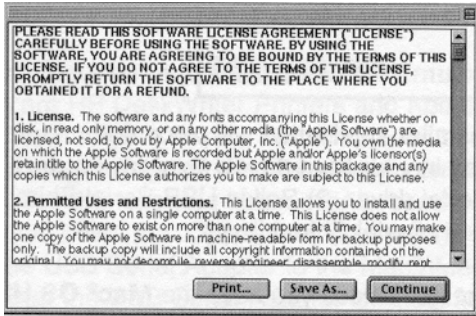 PLEASE READ THIS SOFTWARE LICENSE AGREEMENT ("LICENSE")
CAREFULLY BEFORE USING THE SOFTWARE. BY USING THE
SOFTWARE, YOU ARE AGREEING TO BE BOUND BY THE TERMS OF THIS
LICENSE. IF YOU DO NOT AGREE TO THE TERMS OF THIS LICENSE,
PROMPTLY RETURN THE SOFTWARE TO THE PLACE WHERE YOU
OBTAINED IT FOR A REFUND.
1. License. The software and any fonts accompanying this License whether on
disk, in read only memory, or on any other media (the "Apple Software") are
licensed, not sold, to you by Apple Computer, Inc. ("Apple"). You own the media
on which the Apple Software is recorded but Apple and/or Apple's licensor(s)
retain title to the Apple Software. The Apple Software in this package and any
copies which this License authorizes you to make are subject to this License.
2. Permitted Uses and Restrictions. This License allows you to install and use
the Apple Software on a single computer at a time. This License does not allow
the Apple Software to exist on more than one computer at a time. You may make
one copy of the Apple Software in machine-readable form for backup purposes
only. The backup copy will include all copyright information contained on the
original. You may not decompile, reverse engineer, disassemble, modify, rent,
Print...
Save As...
Continue